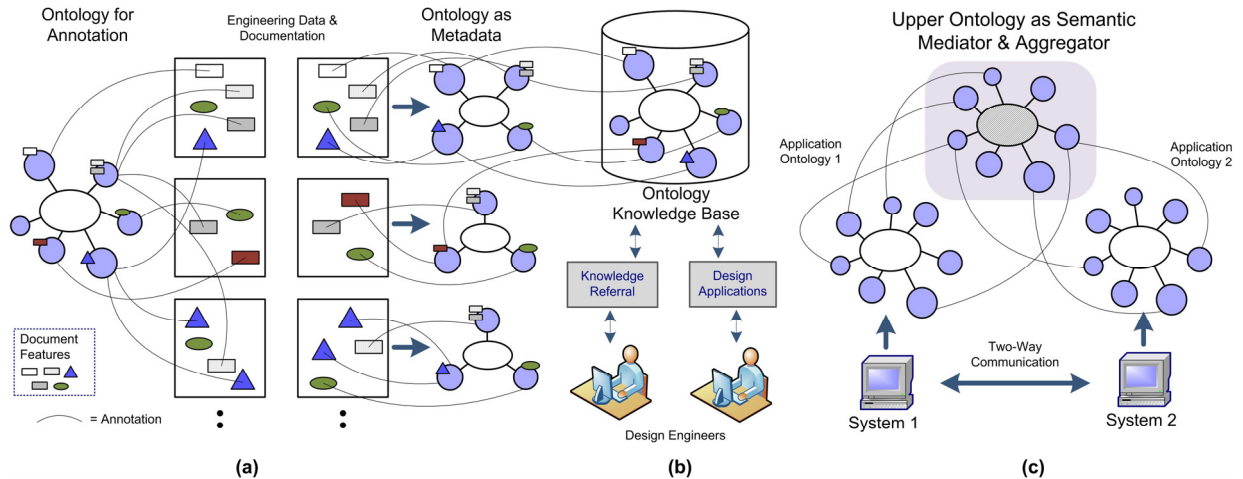 Ontology for
Annotation
Engineering Data &
Documentation
Ontology as
Metadata
Document
Features
= Annotation
(a)
Ontology
Knowledge Base
Knowledge
Referral
Design
Applications
Design Engineers
(b)
Upper Ontology as Semantic
Mediator & Aggregator
Application
Ontology 1
Application
Ontology 2
Two-Way
Communication
System 1
System 2
(c)